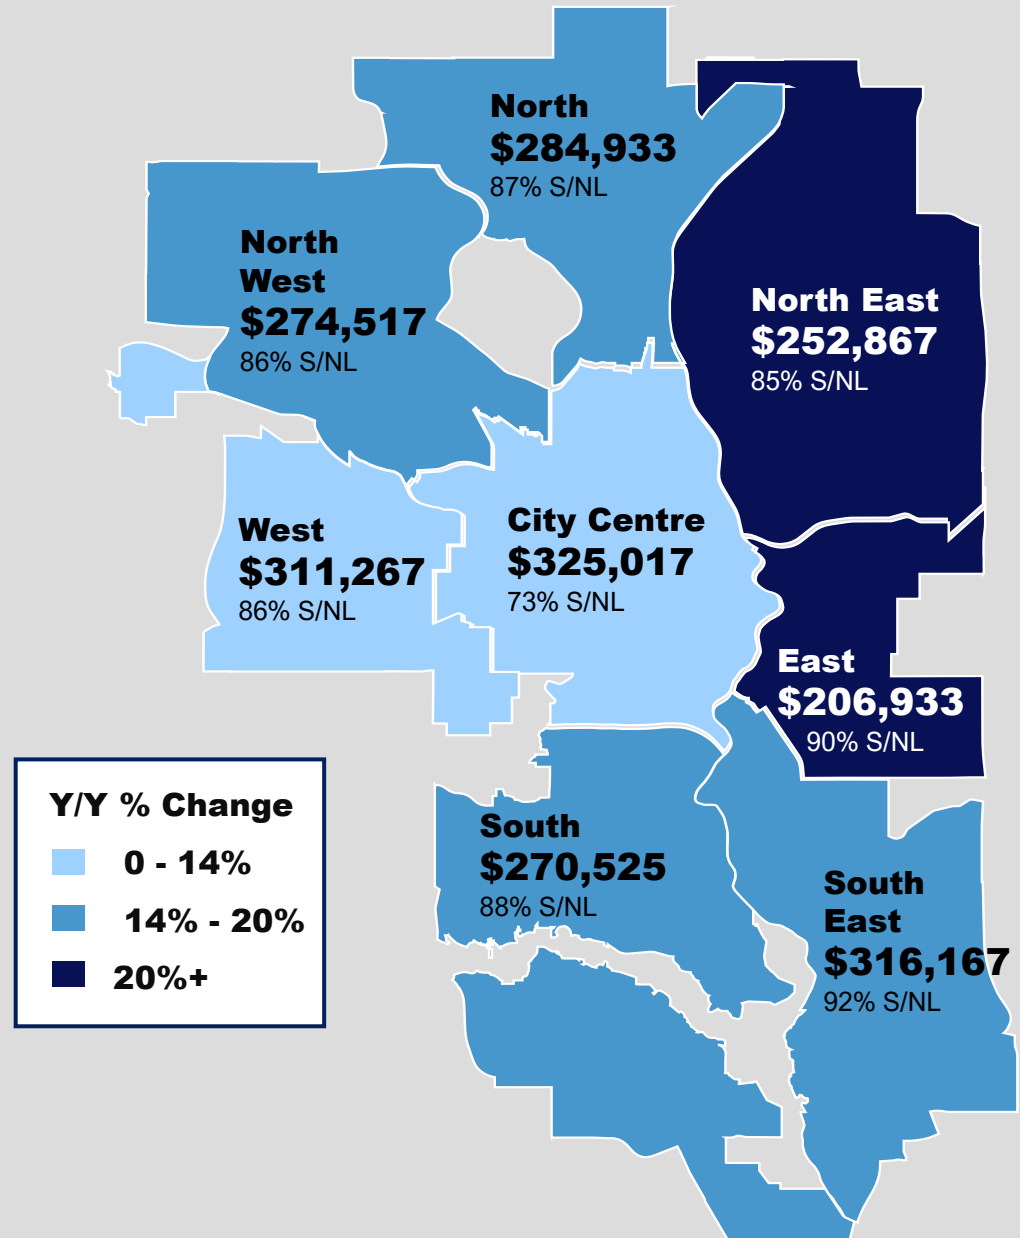 North
$284,933
87% S/NL
North
West
$274,517
86% S/NL
North East
$252,867
85% S/NL
West
$311,267
86% S/NL
City Centre
$325,017
73% S/NL
East
$206,933
90% S/NL
Y/Y % Change
0 - 14%
14% - 20%
20%+
South
$270,525
88% S/NL
South
East
$316,167
92% S/NL